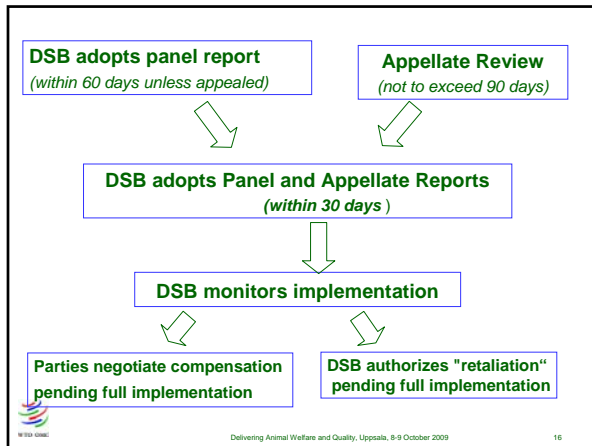 DSB adopts panel report
(within 60 days unless appealed)
Appellate Review
(not to exceed 90 days)
DSB adopts Panel and Appellate Reports
(within 30 days )
DSB monitors implementation
Parties negotiate compensation
pending full implementation
DSB authorizes "retaliation“
pending full implementation
WTO OMC
Delivering Animal Welfare and Quality, Uppsala, 8-9 October 2009
16